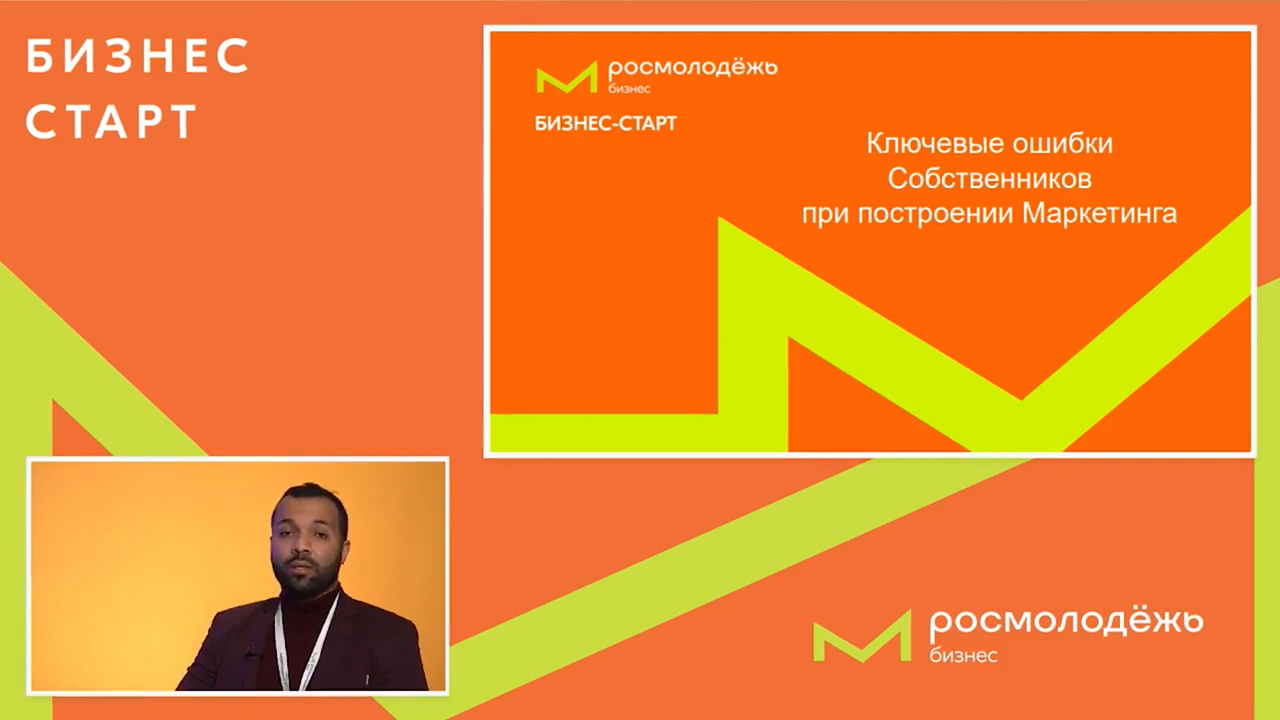 БИЗНЕС
СТАРТ
росмолодёжь
бизнес
БИЗНЕС-СТАРТ
Ключевые ошибки
Собственников
при построении Маркетинга
росмолодёжь
бизнес